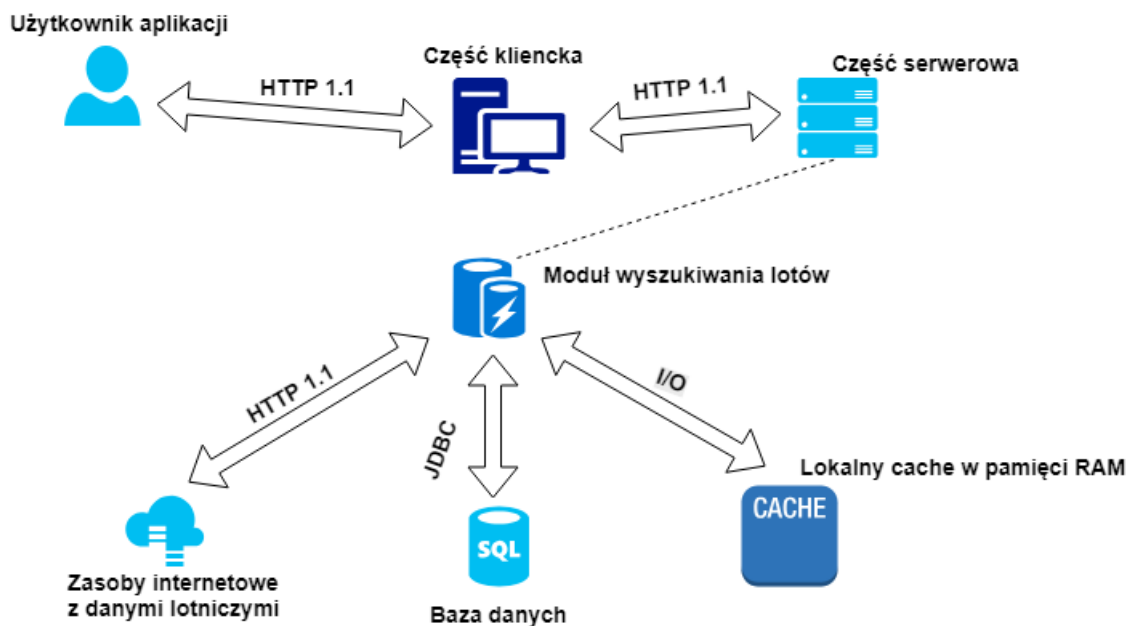 Użytkownik aplikacji
Część kliencka
Część serwerowa
HTTP 1.1
HTTP 1.1
Moduł wyszukiwania lotów
HTTP 1.1
JDBC
I/O
Lokalny cache w pamięci RAM
CACHE
SQL
Zasoby internetowe
z danymi lotniczymi
Baza danych